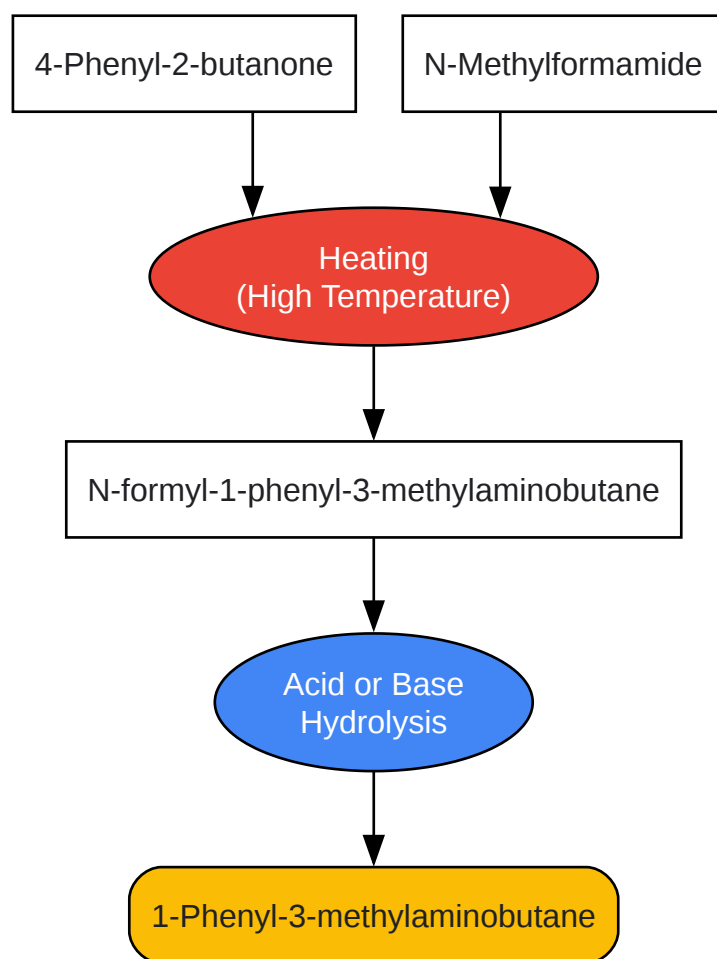 4-Phenyl-2-butanone
N-Methylformamide
Heating
(High Temperature)
N-formyl-1-phenyl-3-methylaminobutane
Acid or Base
Hydrolysis
1-Phenyl-3-methylaminobutane